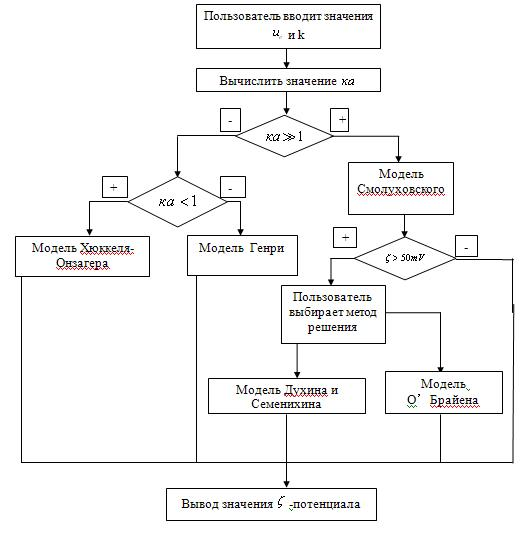 Пользователь вводит значения
uₑ и k
Вычислить значение κa
-
+
κa ≫ 1
Модель
Смолуховского
+
-
κa < 1
Модель Хюккеля-
Онзагера
Модель Генри
+
-
ζ > 50mV
Пользователь
выбирает метод
решения
Модель Духина и
Семенихина
Модель
О’ Брайена
Вывод значения ζ -потенциала